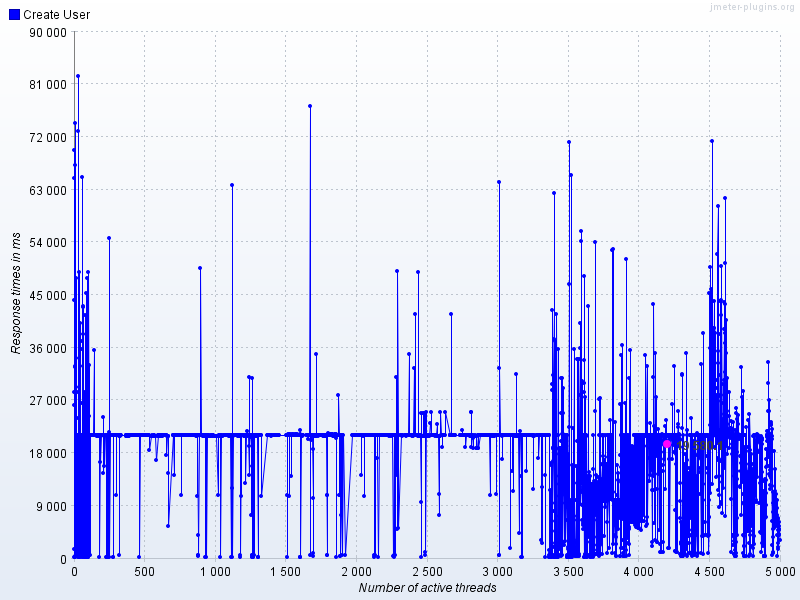 jmeter-plugins.org
Create User
90 000
81 000
72 000
63 000
54 000
45 000
36 000
27 000
18 000
9 000
0
Response times in ms
0 500 1 000 1 500 2 000 2 500 3 000 3 500 4 000 4 500 5 000
Number of active threads